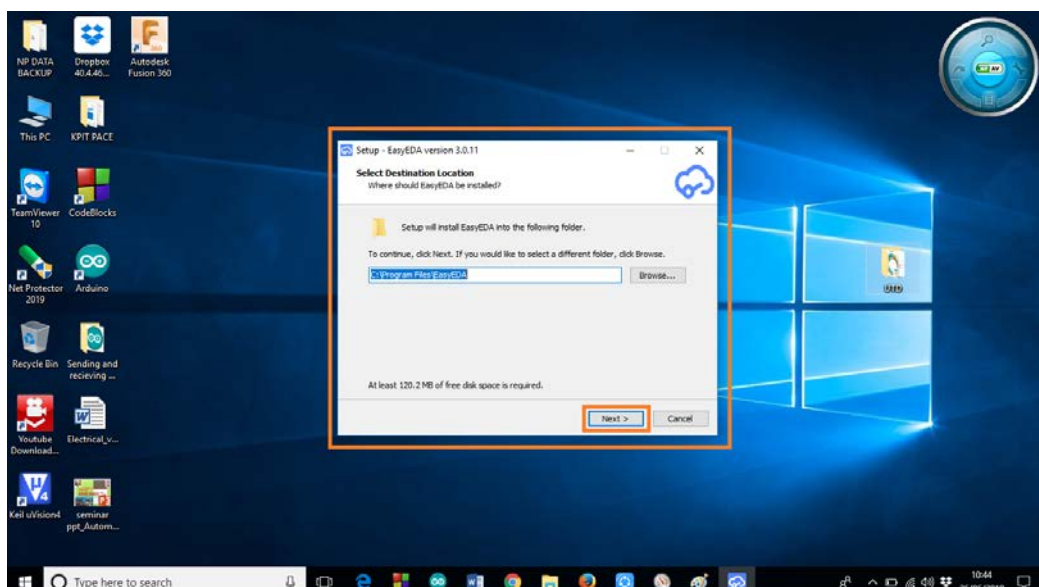 NP DATA
BACKUP
Dropbox
40.4.46...
Autodesk
Fusion 360
This PC
KPIT PACE
TeamViewer
10
CodeBlocks
Net Protector
2019
Arduino
Recycle Bin
Sending and
recieving ...
Youtube
Download...
Electrical_v...
Keil uVision4
seminar
ppt_Autom...
Setup - EasyEDA version 3.0.11
Select Destination Location
Where should EasyEDA be installed?
Setup will install EasyEDA into the following folder.
To continue, click Next. If you would like to select a different folder, click Browse.
C:\Program Files\EasyEDA
Browse...
At least 120.2 MB of free disk space is required.
Next >
Cancel
UTD
NP AV
Type here to search
10:44